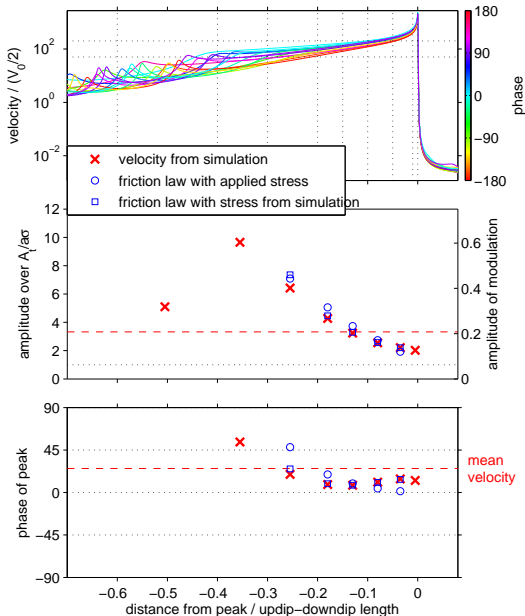 velocity / (V₀/2)
10²
10⁰
10⁻²
180
90
0
−90
−180
phase
velocity from simulation
friction law with applied stress
friction law with stress from simulation
amplitude over Aₜ/aσ
12
10
8
6
4
2
0
0.6
0.4
0.2
0
amplitude of modulation
phase of peak
90
45
0
−45
−90
mean
velocity
−0.6
−0.5
−0.4
−0.3
−0.2
−0.1
0
distance from peak / updip−downdip length